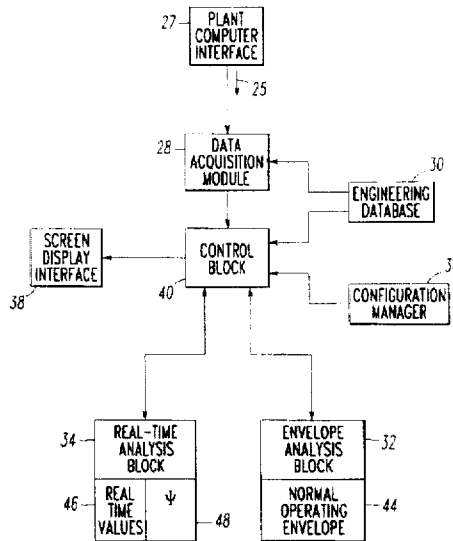 27
PLANT
COMPUTER
INTERFACE
25
28
DATA
ACQUISITION
MODULE
30
ENGINEERING
DATABASE
SCREEN
DISPLAY
INTERFACE
38
CONTROL
BLOCK
40
3
CONFIGURATION
MANAGER
34
REAL-TIME
ANALYSIS
BLOCK
ENVELOPE
ANALYSIS
BLOCK
32
46
REAL
TIME
VALUES
Ψ
48
NORMAL
OPERATING
ENVELOPE
44